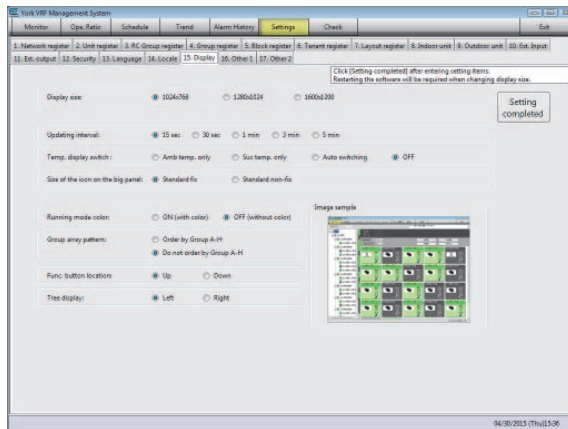 York VRF Management System
Monitor Ope. Ratio Schedule Trend Alarm History Settings Check Exit
1. Network register 2. Unit register 3. RC Group register 4. Group register 5. Block register 6. Tenant register 7. Layout register 8. Indoor unit 9. Outdoor unit 10. Ext. Input
11. Ext. output 12. Security 13. Language 14. Locale 15. Display 16. Other1 17. Other2
Click [Setting completed] after entering setting items.
Restarting the software will be required when changing display size.
Display size: 1024x768 1280x1024 1600x1200
Setting completed
Updating interval: 15 sec 30 sec 1 min 3 min 5 min
Temp. display switch : Amb temp. only Suc temp. only Auto switching OFF
Size of the icon on the big panel: Standard fix Standard non-fix
Image sample
Running mode color: ON (with color) OFF (without color)
Group array pattern: Order by Group A-H
Do not order by Group A-H
Func. button location: Up Down
Tree display: Left Right
04/30/2015 (Thu)15:36